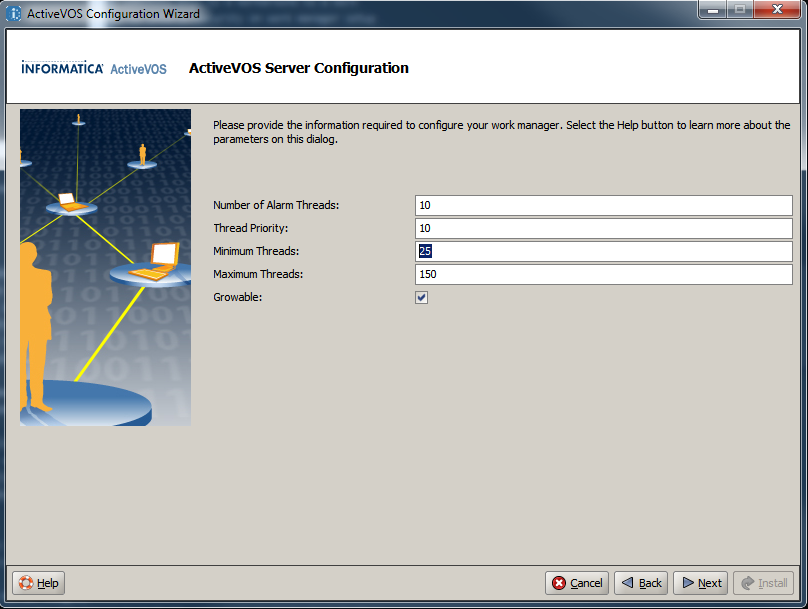 ActiveVOS Configuration Wizard
INFORMATICA ActiveVOS ActiveVOS Server Configuration
Please provide the information required to configure your work manager. Select the Help button to learn more about the
parameters on this dialog.
Number of Alarm Threads: 10
Thread Priority: 10
Minimum Threads: 25
Maximum Threads: 150
Growable:
Help Cancel Back Next Install